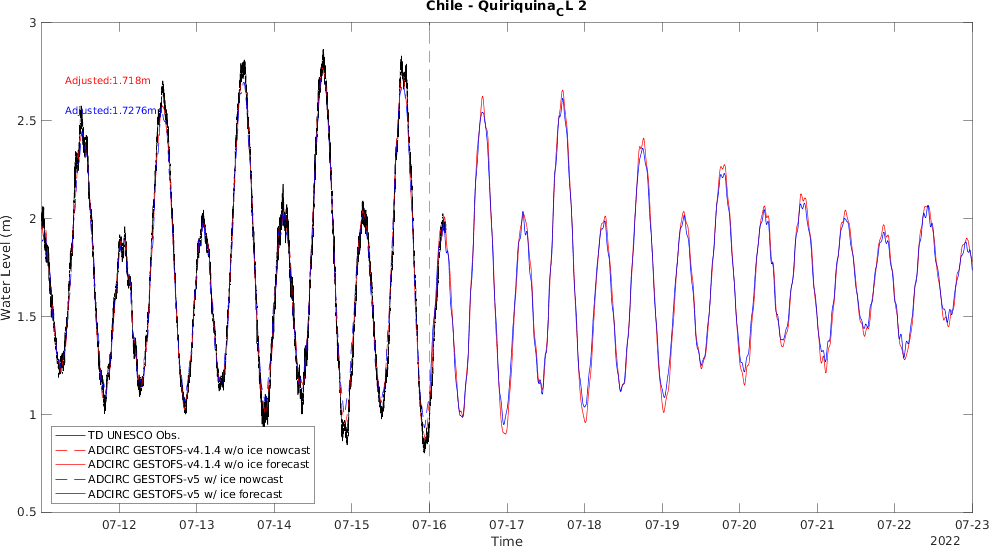 Chile - Quiriquina_CL 2
3
2.5
2
1.5
1
0.5
Water Level (m)
Adjusted:1.718m
Adjusted:1.7276m
TD UNESCO Obs.
ADCIRC GESTOFS-v4.1.4 w/o ice nowcast
ADCIRC GESTOFS-v4.1.4 w/o ice forecast
ADCIRC GESTOFS-v5 w/ ice nowcast
ADCIRC GESTOFS-v5 w/ ice forecast
07-12 07-13 07-14 07-15 07-16 07-17 07-18 07-19 07-20 07-21 07-22 07-23
Time
2022